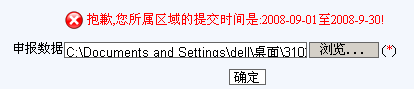 抱歉,您所属区域的提交时间是:2008-09-01至2008-9-30!
申报数据 C:\Documents and Settings\dell\桌面\310 浏览... (*)
确定